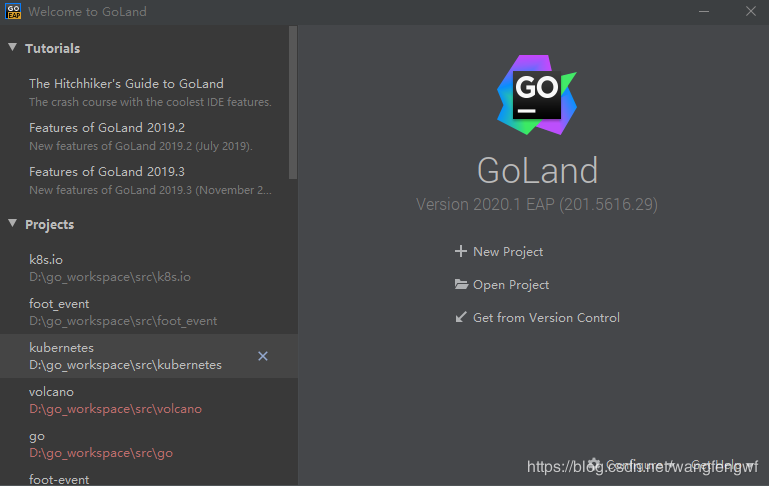 GO EAP
Welcome to GoLand
Tutorials
The Hitchhiker's Guide to GoLand
The crash course with the coolest IDE features.
Features of GoLand 2019.2
New features of GoLand 2019.2 (July 2019).
Features of GoLand 2019.3
New features of GoLand 2019.3 (November 2...
Projects
k8s.io
D:\go_workspace\src\k8s.io
foot_event
D:\go_workspace\src\foot_event
kubernetes
D:\go_workspace\src\kubernetes
volcano
D:\go_workspace\src\volcano
go
D:\go_workspace\src\go
foot-event
GO
GoLand
Version 2020.1 EAP (201.5616.29)
New Project
Open Project
Get from Version Control
Configure
Get Help
https://blog.csdn.net/wangfengwf